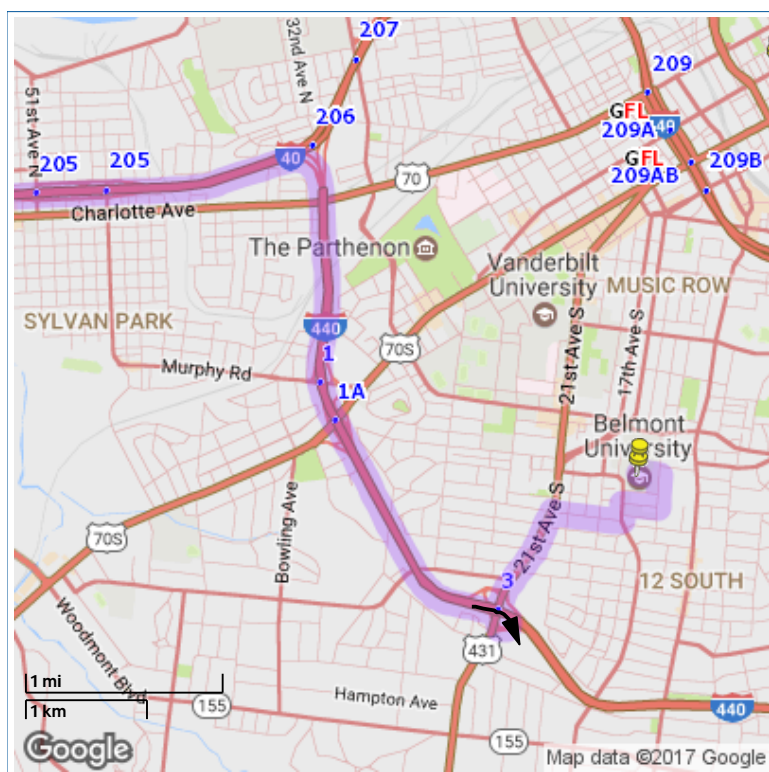 207
32nd Ave N
209
51st Ave N
GFL
209A
40
206
40
GFL
205
205
209B
209AB
70
Charlotte Ave
The Parthenon
Vanderbilt
University
MUSIC ROW
SYLVAN PARK
440
21st Ave S
17th Ave S
70S
1
Murphy Rd
1A
Belmont
University
Bowling Ave
70S
21st Ave S
3
12 SOUTH
Woodmont Blvd
431
1 mi
Hampton Ave
155
440
1 km
155
Google
Map data ©2017 Google